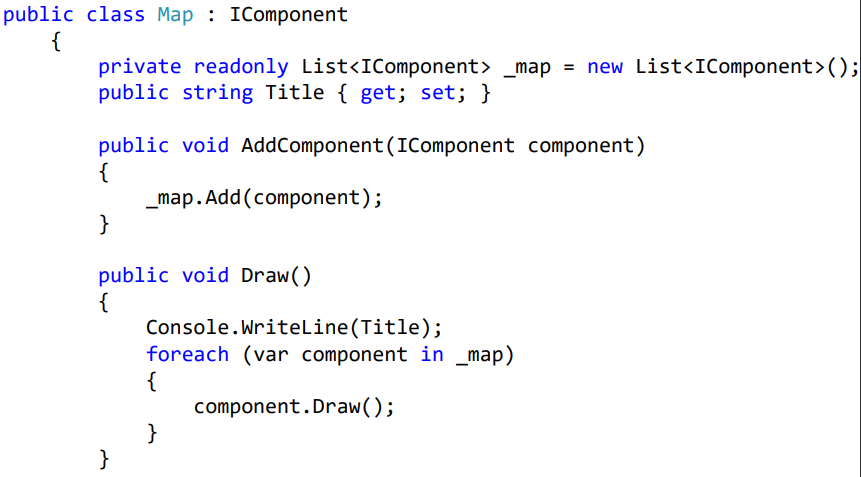 public class Map : IComponent
{
private readonly List<IComponent> _map = new List<IComponent>();
public string Title { get; set; }
public void AddComponent(IComponent component)
{
_map.Add(component);
}
public void Draw()
{
Console.WriteLine(Title);
foreach (var component in _map)
{
component.Draw();
}
}